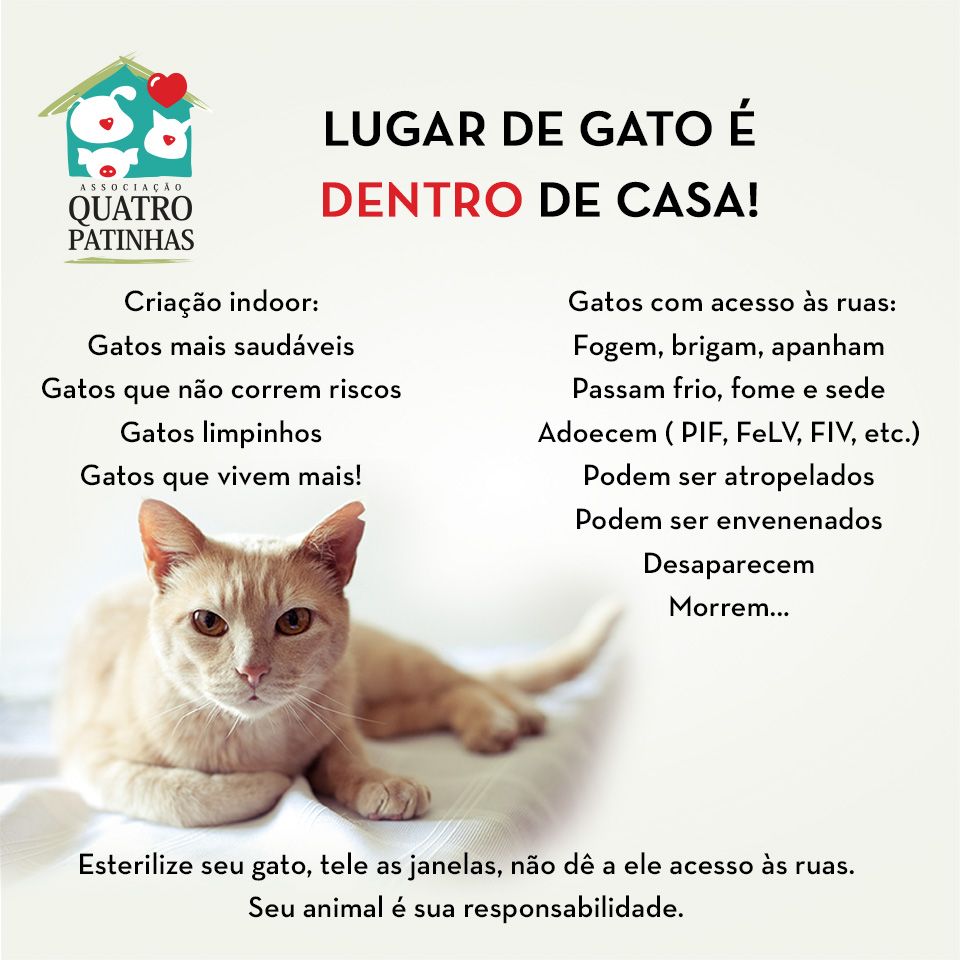 ASSOCIAÇÃO
QUATRO
PATINHAS
LUGAR DE GATO É
DENTRO DE CASA!
Criação indoor:
Gatos mais saudáveis
Gatos que não correm riscos
Gatos limpinhos
Gatos que vivem mais!
Gatos com acesso às ruas:
Fogem, brigam, apanham
Passam frio, fome e sede
Adoecem ( PIF, FeLV, FIV, etc.)
Podem ser atropelados
Podem ser envenenados
Desaparecem
Morrem...
Esterilize seu gato, tele as janelas, não dê a ele acesso às ruas.
Seu animal é sua responsabilidade.